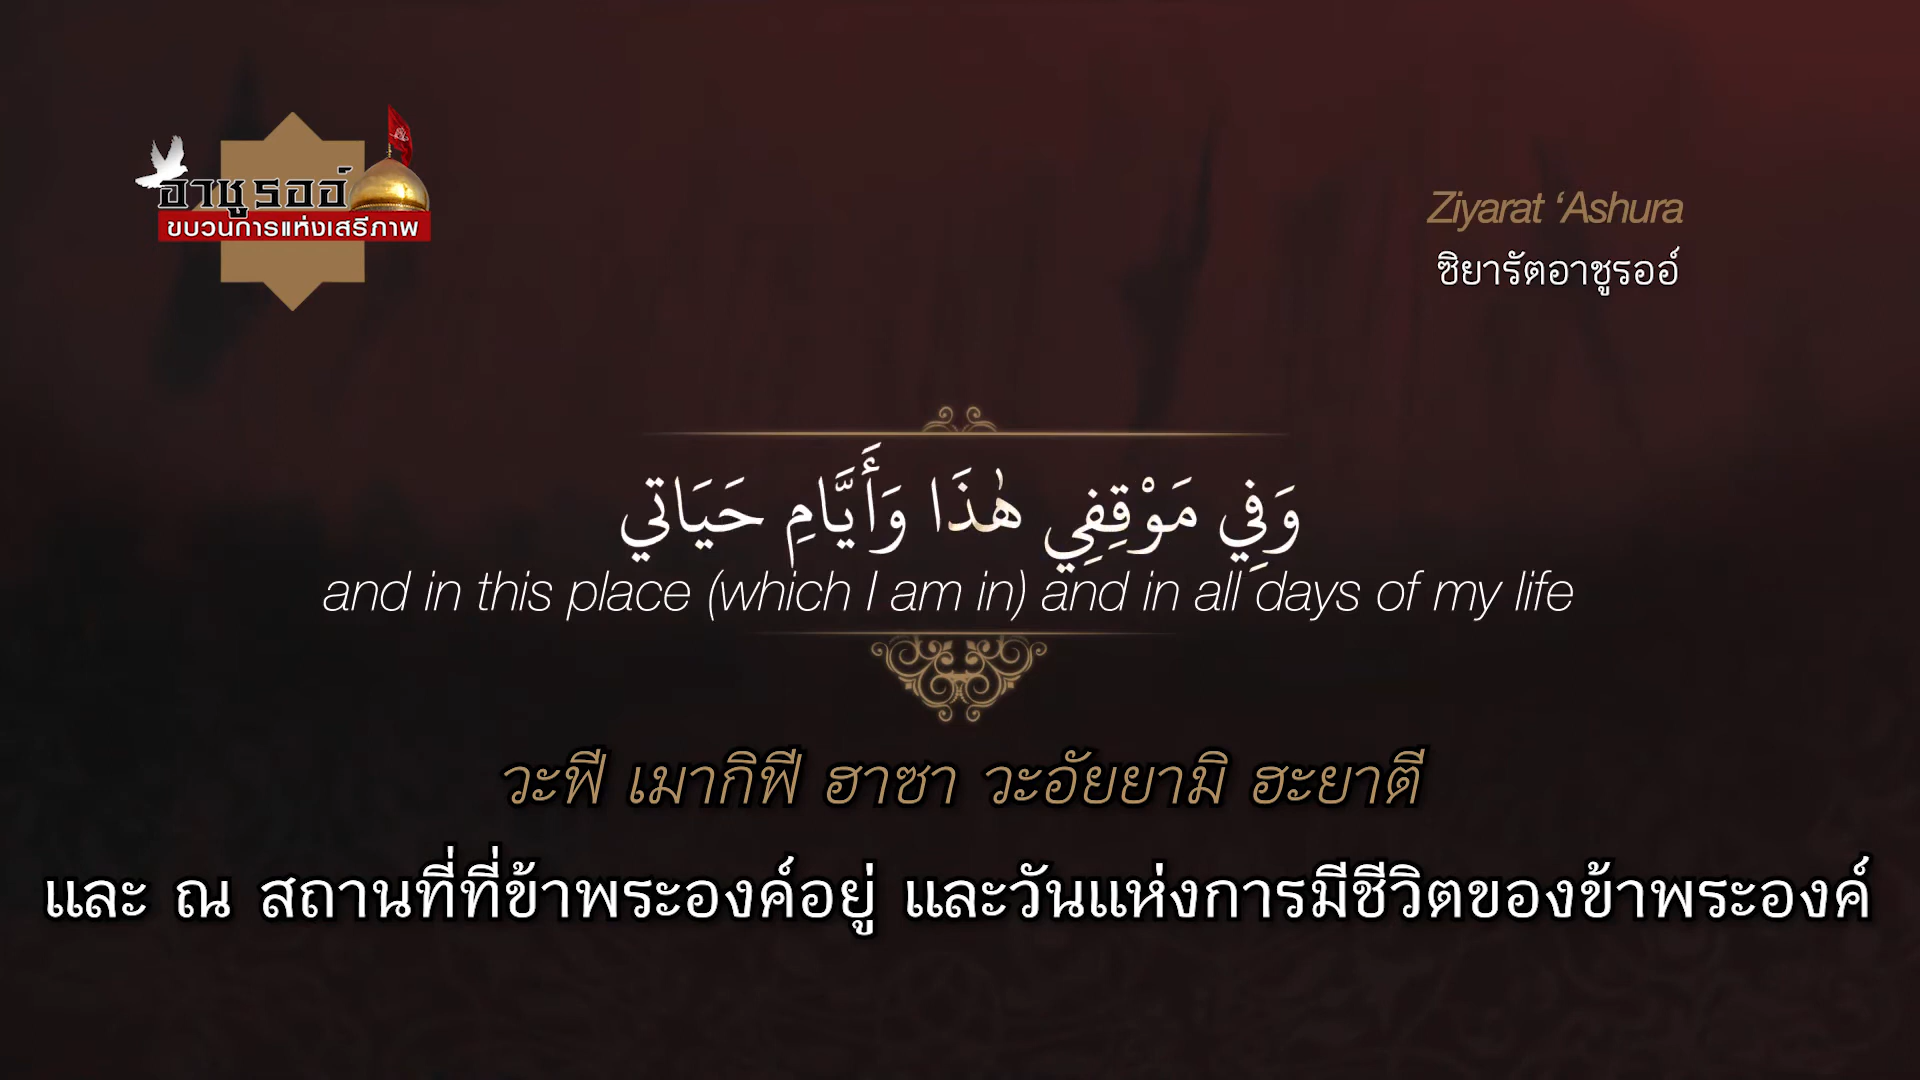 อาชูรออ์
ขบวนการแห่งเสรีภาพ
Ziyarat ‘Ashura
ซิยารัตอาชูรออ์
وَفِي مَوْقِفِي هٰذَا وَأَيَّامِ حَيَاتي
and in this place (which I am in) and in all days of my life
วะฟี เมากิฟี ฮาซา วะอัยยามิ ฮะยาตี
และ ณ สถานที่ที่ข้าพระองค์อยู่ และวันแห่งการมีชีวิตของข้าพระองค์